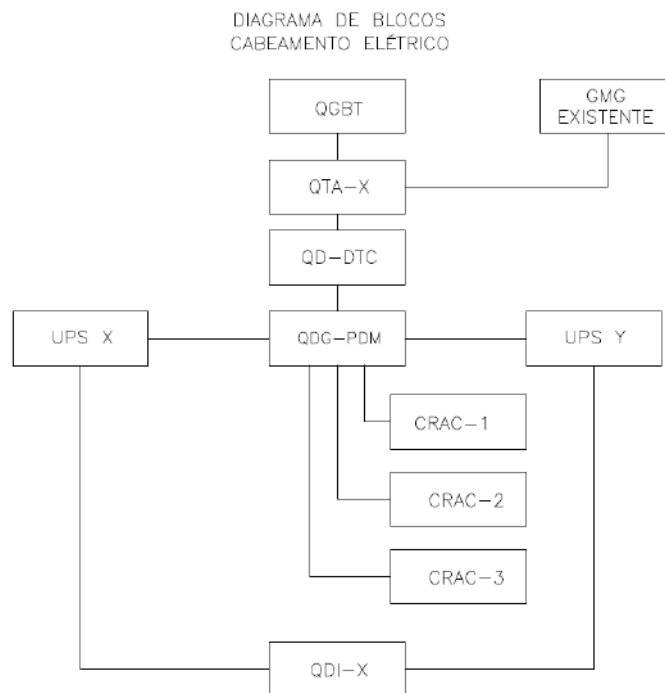 DIAGRAMA DE BLOCOS
CABEAMENTO ELÉTRICO
QGBT
GMG
EXISTENTE
QTA-X
QD-DTC
UPS X
QDG-PDM
UPS Y
CRAC-1
CRAC-2
CRAC-3
QDI-X